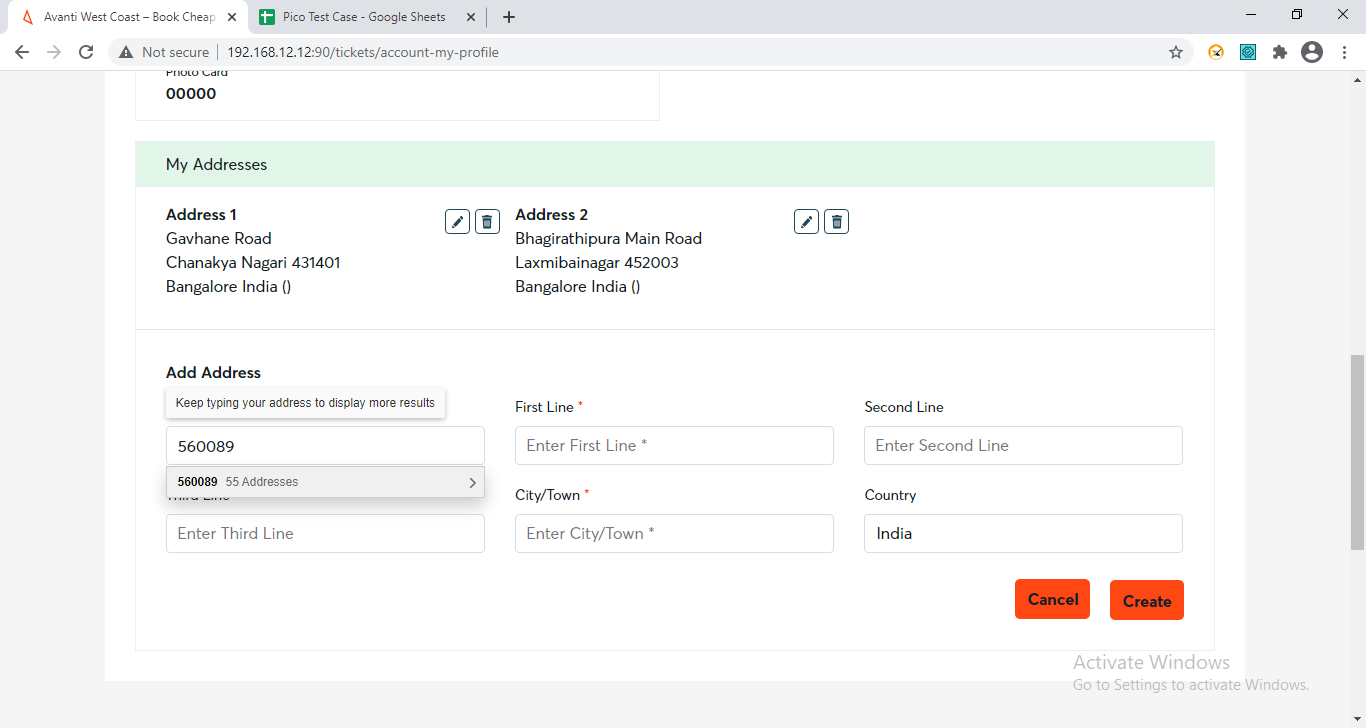 Avanti West Coast – Book Cheap
Pico Test Case - Google Sheets
Not secure
192.168.12.12:90/tickets/account-my-profile
Photo Card
00000
My Addresses
Address 1
Gavhane Road
Chanakya Nagari 431401
Bangalore India ()
Address 2
Bhagirathipura Main Road
Laxmibainagar 452003
Bangalore India ()
Add Address
Keep typing your address to display more results
560089
560089 55 Addresses
First Line *
Enter First Line *
Second Line
Enter Second Line
Third Line
Enter Third Line
City/Town *
Enter City/Town *
Country
India
Cancel
Create
Activate Windows
Go to Settings to activate Windows.